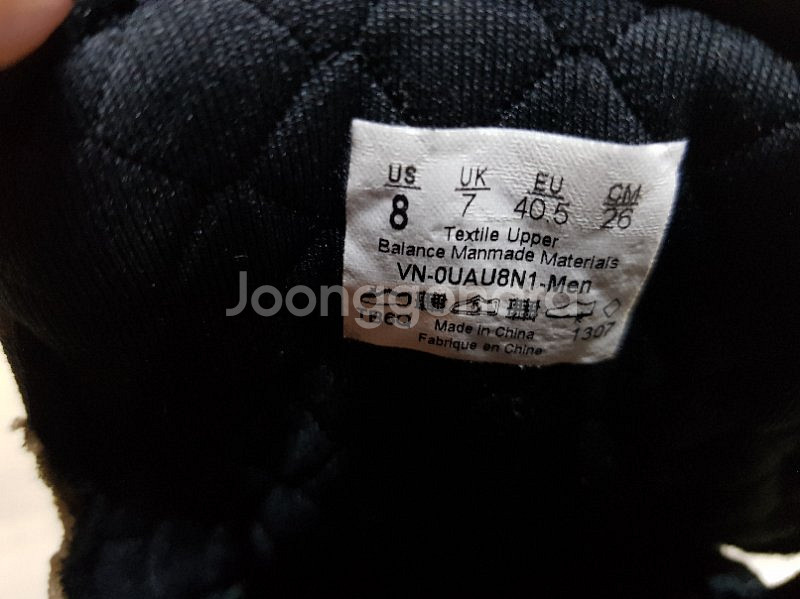 US UK EU CM
8 7 40.5 26
Textile Upper
Balance Manmade Materials
VN-0UAU8N1-Men
Made in China 1307
Fabrique en Chine